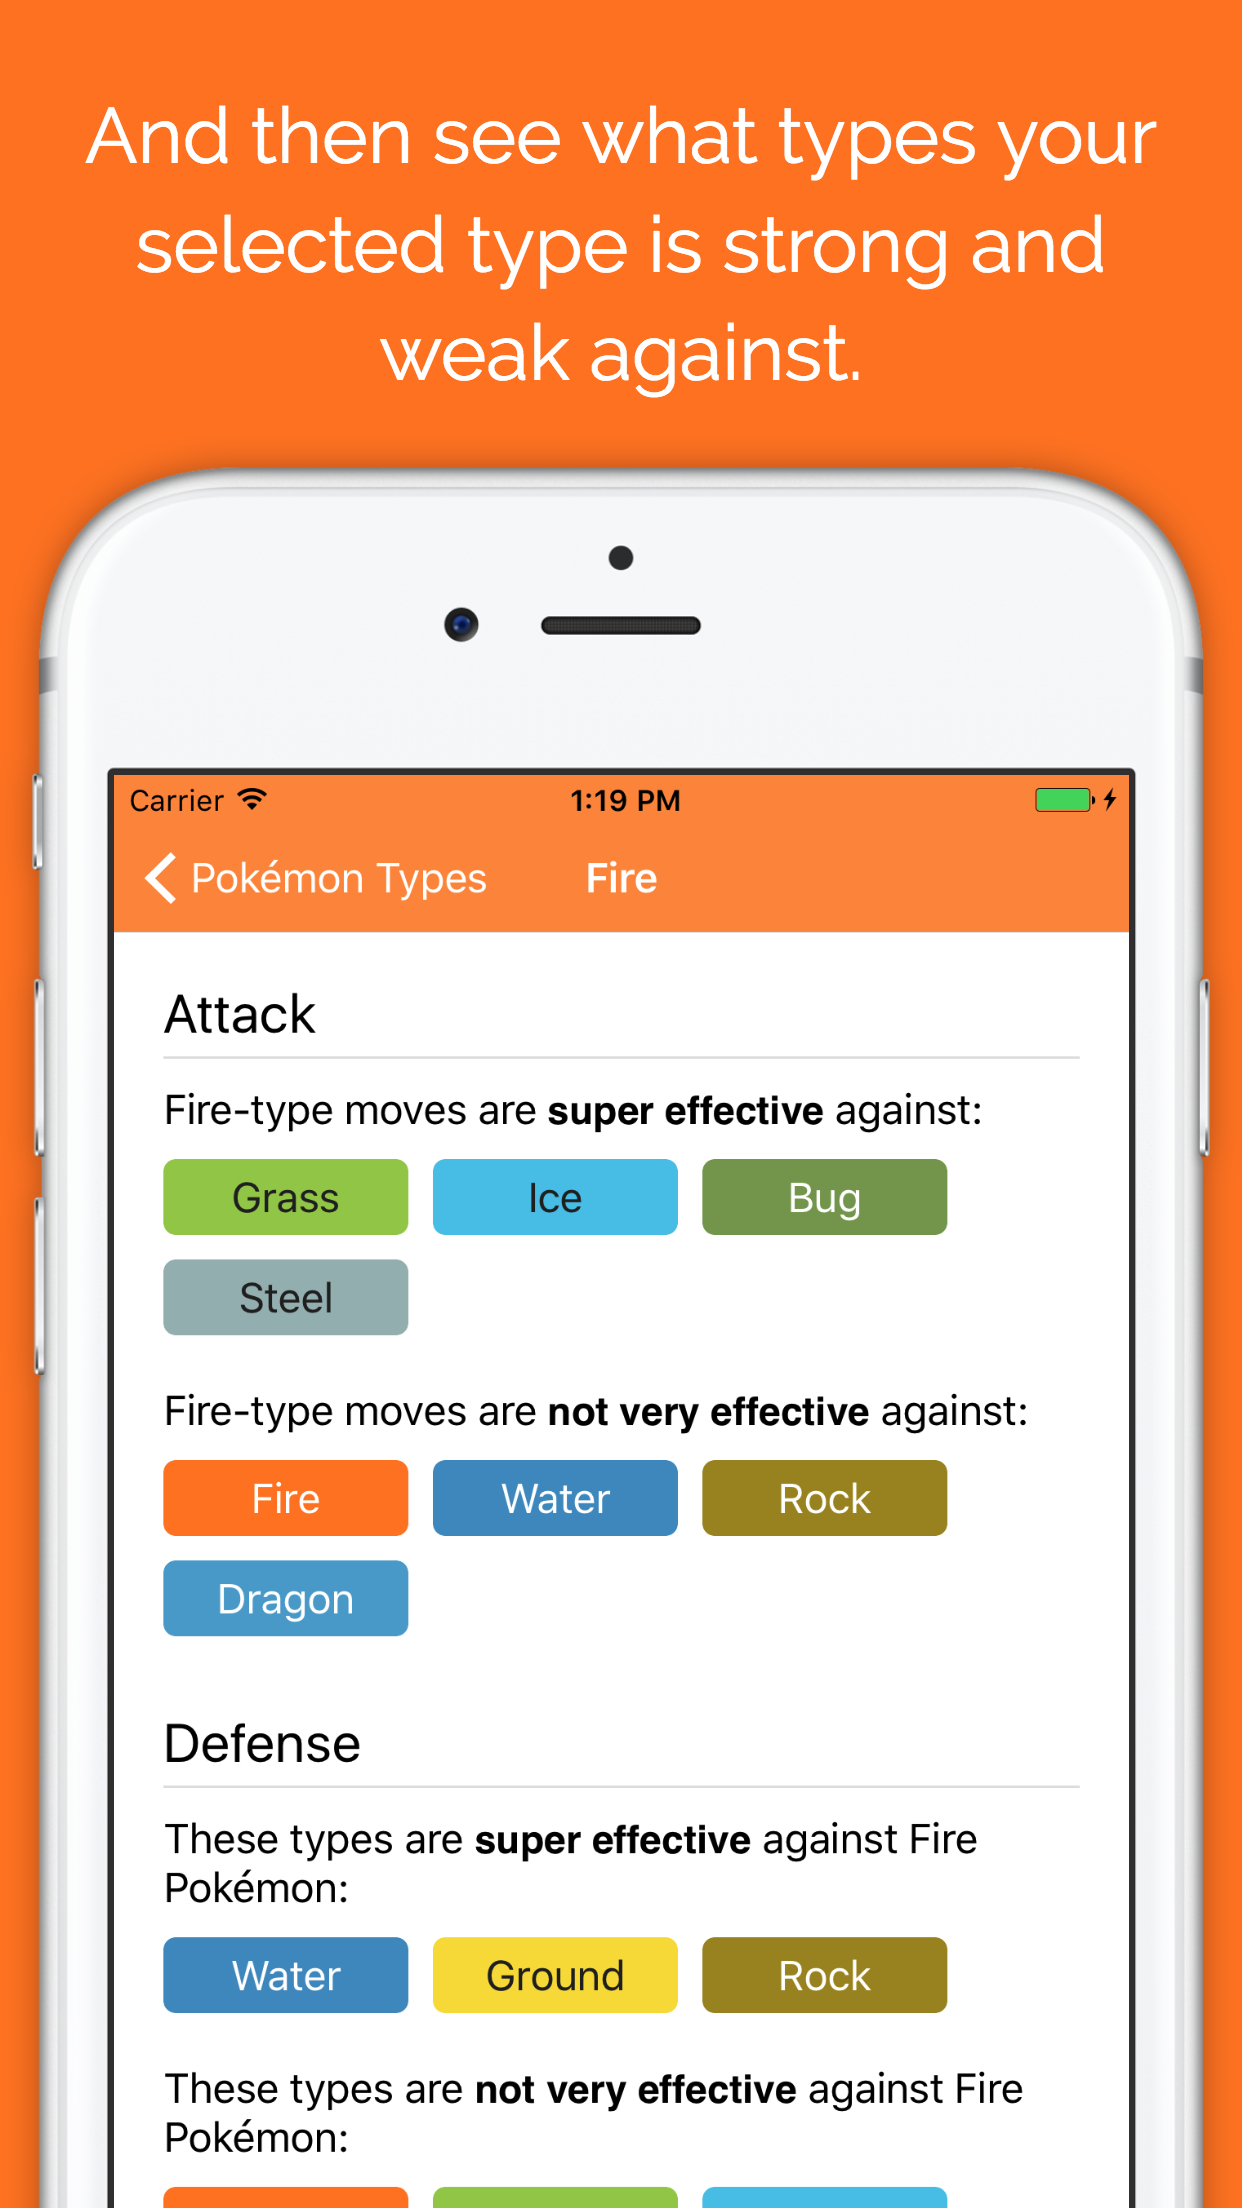 And then see what types your
selected type is strong and
weak against.
Carrier 1:19 PM
Pokémon Types Fire
Attack
Fire-type moves are super effective against:
Grass Ice Bug
Steel
Fire-type moves are not very effective against:
Fire Water Rock
Dragon
Defense
These types are super effective against Fire
Pokémon:
Water Ground Rock
These types are not very effective against Fire
Pokémon: